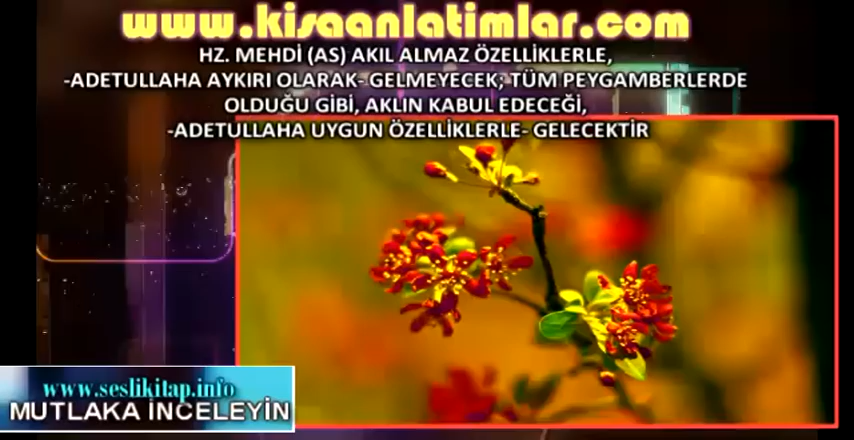 www.kisaanlatimlar.com
HZ. MEHDİ (AS) AKIL ALMAZ ÖZELLİKLERLE,
-ADETULLAHA AYKIRI OLARAK- GELMEYECEK; TÜM PEYGAMBERLERDE
OLDUĞU GİBİ, AKLIN KABUL EDECEĞİ,
-ADETULLAHA UYGUN ÖZELLİKLERLE- GELECEKTİR
www.seslikitap.info
MUTLAKA İNCELEYİN